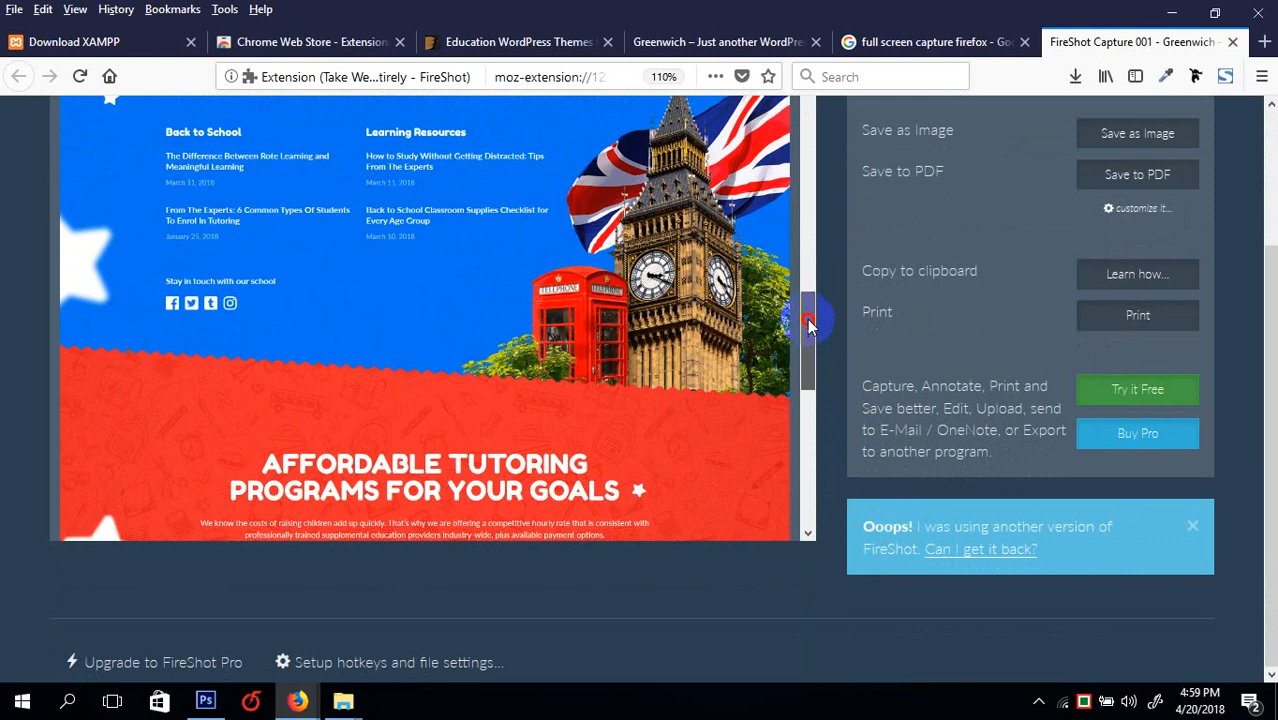 File Edit View History Bookmarks Tools Help
Download XAMPP
Chrome Web Store - Extension
Education WordPress Themes
Greenwich – Just another WordPre
full screen capture firefox - Goo
FireShot Capture 001 - Greenwich -
Extension (Take We...tirely - FireShot)
moz-extension://12
110%
Search
Back to School
The Difference Between Rote Learning and
Meaningful Learning
March 11, 2018
From The Experts: 6 Common Types Of Students
To Enrol In Tutoring
January 25, 2018
Learning Resources
How to Study Without Getting Distracted: Tips
From The Experts
March 11, 2018
Back to School Classroom Supplies Checklist for
Every Age Group
March 10, 2018
Stay in touch with our school
TELEPHONE
TELEPHONE
AFFORDABLE TUTORING
PROGRAMS FOR YOUR GOALS
We know the costs of raising children add up quickly. That's why we are offering a competitive hourly rate that is consistent with
professionally trained supplemental education providers industry-wide, plus available payment options.
Save as Image
Save as Image
Save to PDF
Save to PDF
customize it...
Copy to clipboard
Learn how...
Print
Print
Capture, Annotate, Print and
Save better, Edit, Upload, send
to E-Mail / OneNote, or Export
to another program.
Try it Free
Buy Pro
Ooops! I was using another version of
FireShot. Can I get it back?
Upgrade to FireShot Pro
Setup hotkeys and file settings...
Ps
4:59 PM
4/20/2018
2